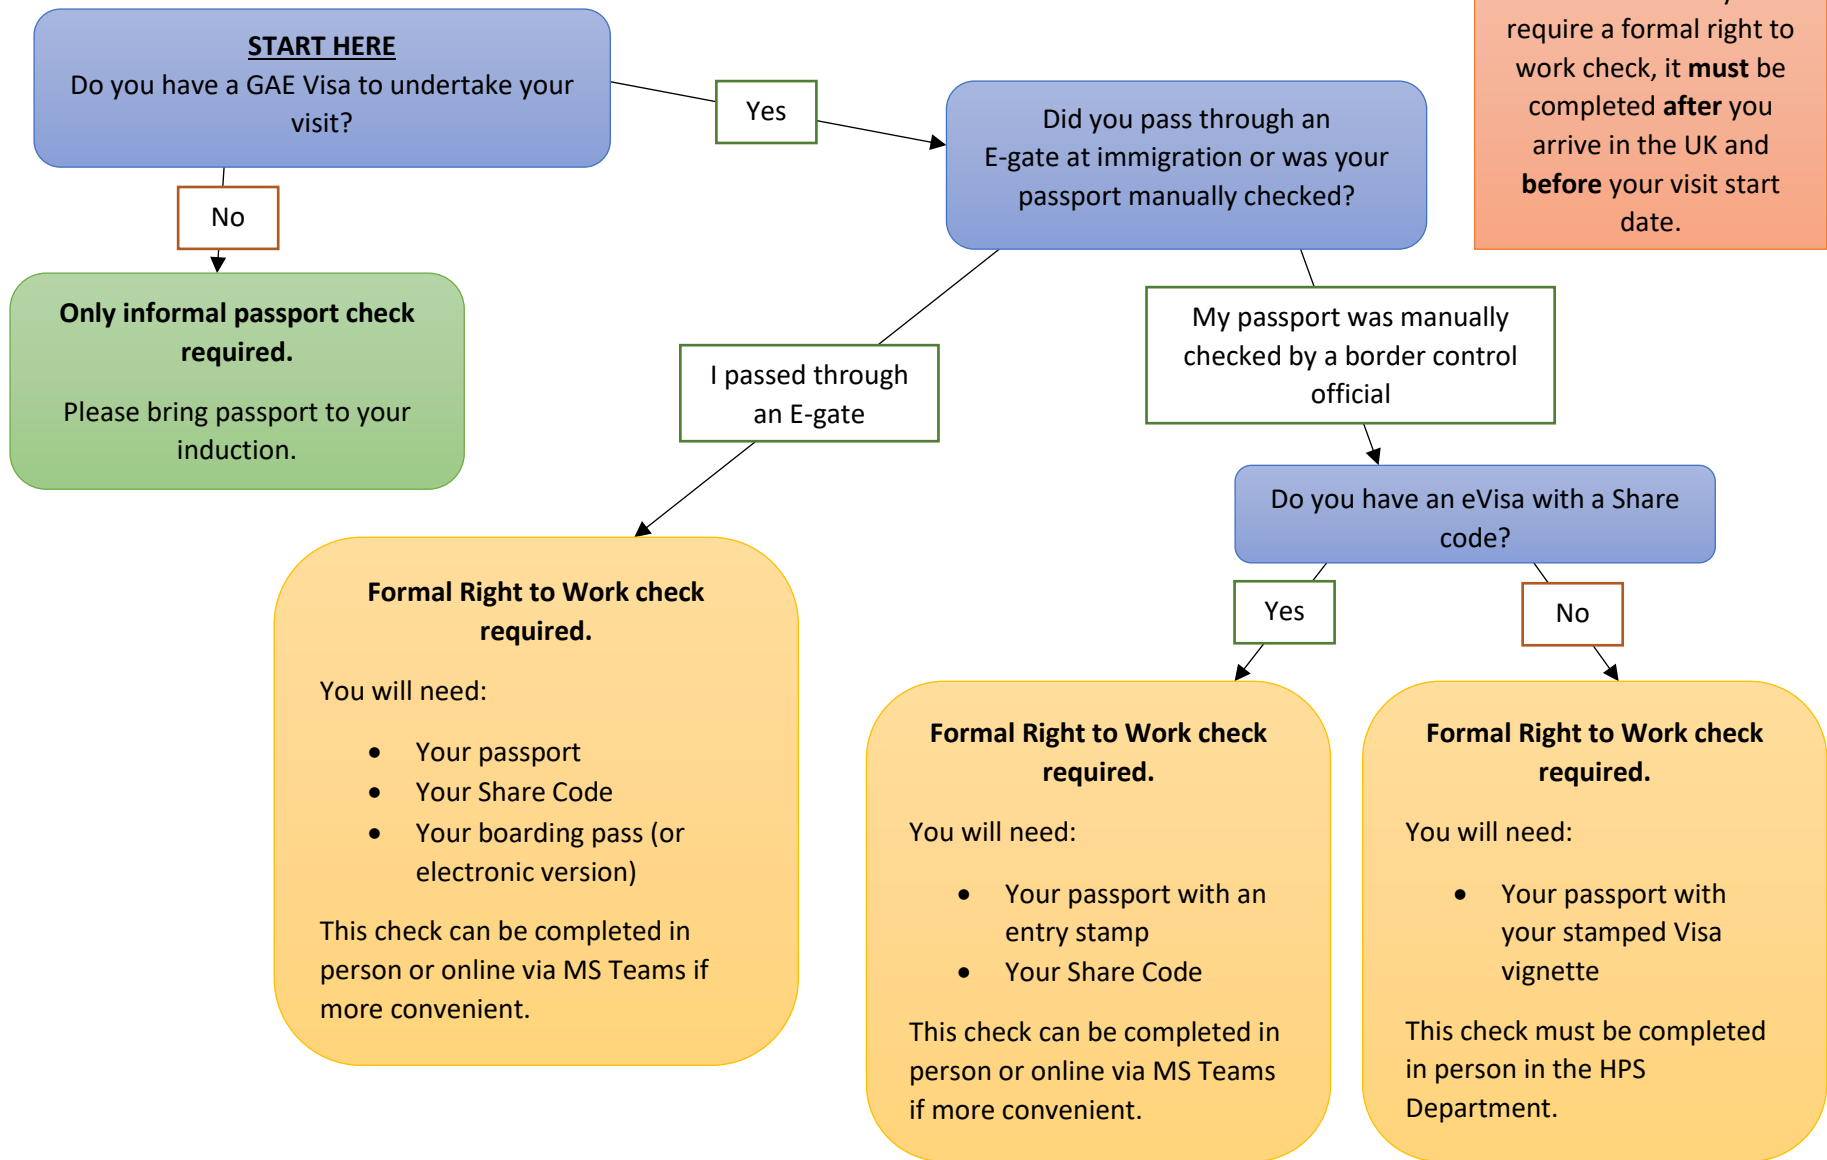 START HERE
Do you have a GAE Visa to undertake your
visit?
Yes
No
Only informal passport check
required.
Please bring passport to your
induction.
Did you pass through an
E-gate at immigration or was your
passport manually checked?
require a formal right to
work check, it must be
completed after you
arrive in the UK and
before your visit start
date.
I passed through
an E-gate
My passport was manually
checked by a border control
official
Do you have an eVisa with a Share
code?
Yes
No
Formal Right to Work check
required.
You will need:
• Your passport
• Your Share Code
• Your boarding pass (or
electronic version)
This check can be completed in
person or online via MS Teams if
more convenient.
Formal Right to Work check
required.
You will need:
• Your passport with an
entry stamp
• Your Share Code
This check can be completed in
person or online via MS Teams
if more convenient.
Formal Right to Work check
required.
You will need:
• Your passport with
your stamped Visa
vignette
This check must be completed
in person in the HPS
Department.